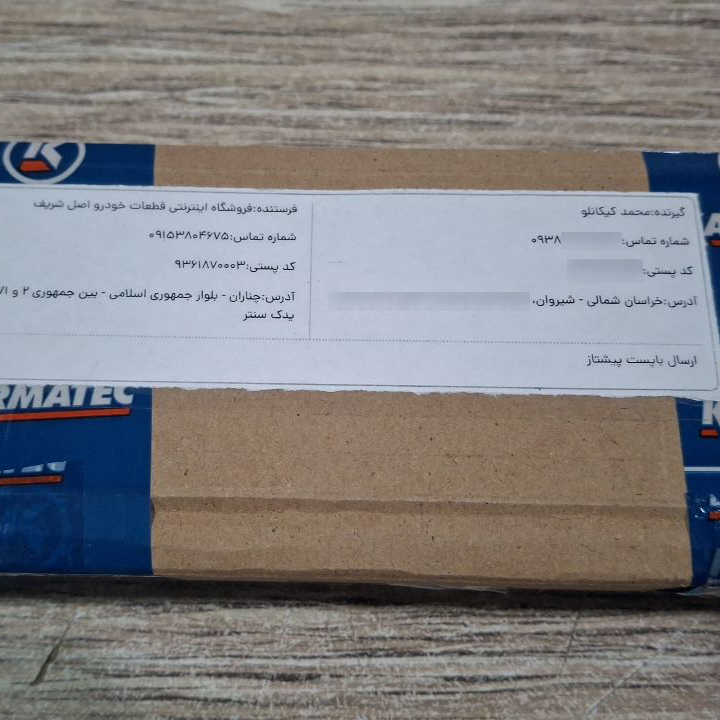 گیرنده:محمد کیکانلو
شماره تماس: ۰۹۳۸
کد پستی:
آدرس:خراسان شمالی - شیروان،
فرستنده:فروشگاه اینترنتی قطعات خودرو اصل شریف
شماره تماس:۰۹۱۵۳۸۰۴۶۷۵
کد پستی:۹۳۶۱۸۷۰۰۰۳
آدرس:چناران - بلوار جمهوری اسلامی - بین جمهوری ۲ و
یدک سنتر
ارسال باپست پیشتاز
RMATEC